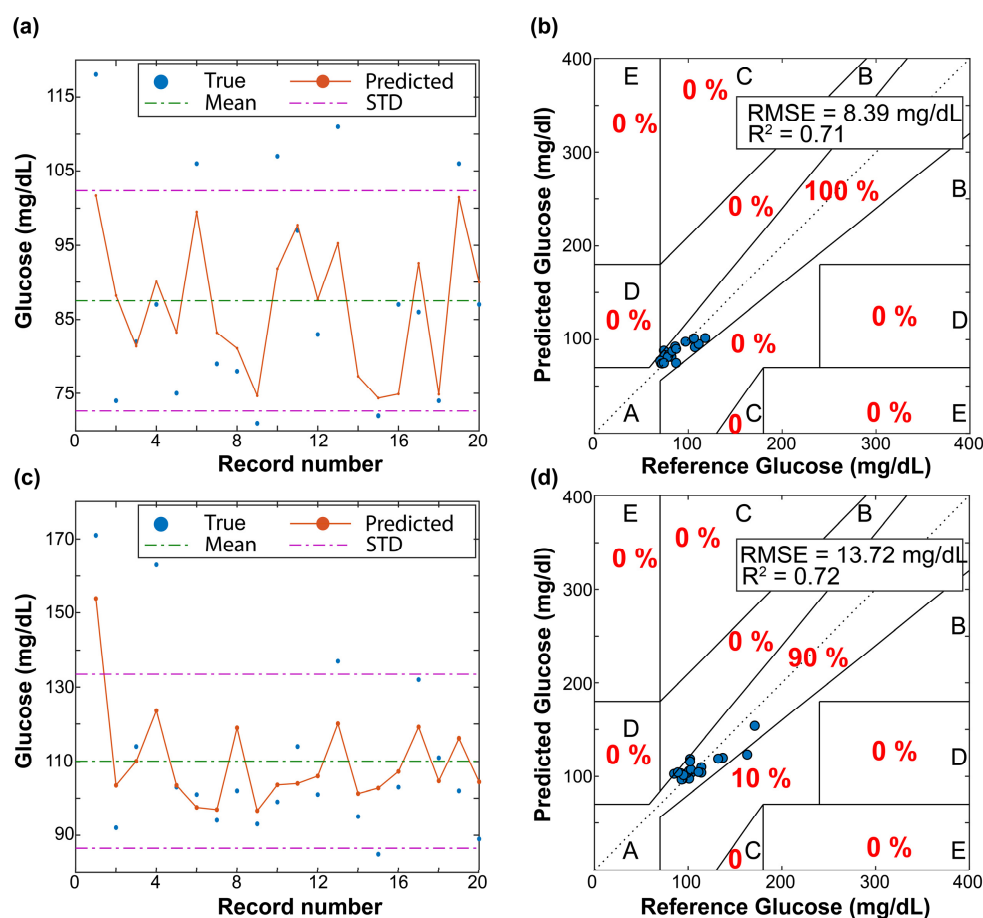 (a)
True
Predicted
Mean
STD
Glucose (mg/dL)
115
105
95
85
75
0
4
8
12
16
20
Record number
(b)
Predicted Glucose (mg/dl)
400
300
200
100
0
E
C
B
0 %
0 %
RMSE = 8.39 mg/dL
R² = 0.71
0 %
100 %
B
D
0 %
0 %
0 %
D
A
0
C
0 %
E
0
100
200
300
400
Reference Glucose (mg/dL)
(c)
True
Predicted
Mean
STD
Glucose (mg/dL)
170
150
130
110
90
0
4
8
12
16
20
Record number
(d)
Predicted Glucose (mg/dl)
400
300
200
100
0
E
C
B
0 %
0 %
RMSE = 13.72 mg/dL
R² = 0.72
0 %
90 %
B
D
0 %
10 %
0 %
D
A
0
C
0 %
E
0
100
200
300
400
Reference Glucose (mg/dL)